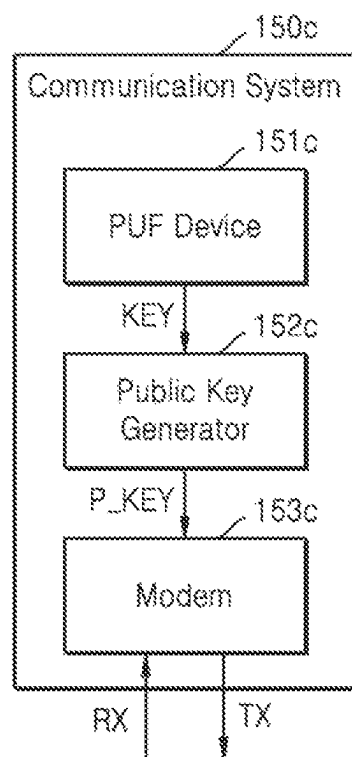 150c
Communication System
151c
PUF Device
KEY
152c
Public Key
Generator
P_KEY
153c
Modem
RX
TX